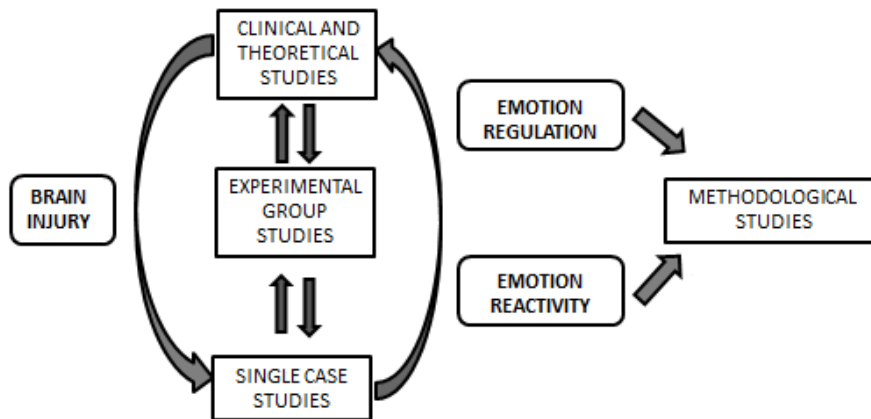 CLINICAL AND
THEORETICAL
STUDIES
BRAIN
INJURY
EXPERIMENTAL
GROUP
STUDIES
SINGLE CASE
STUDIES
EMOTION
REGULATION
EMOTION
REACTIVITY
METHODOLOGICAL
STUDIES